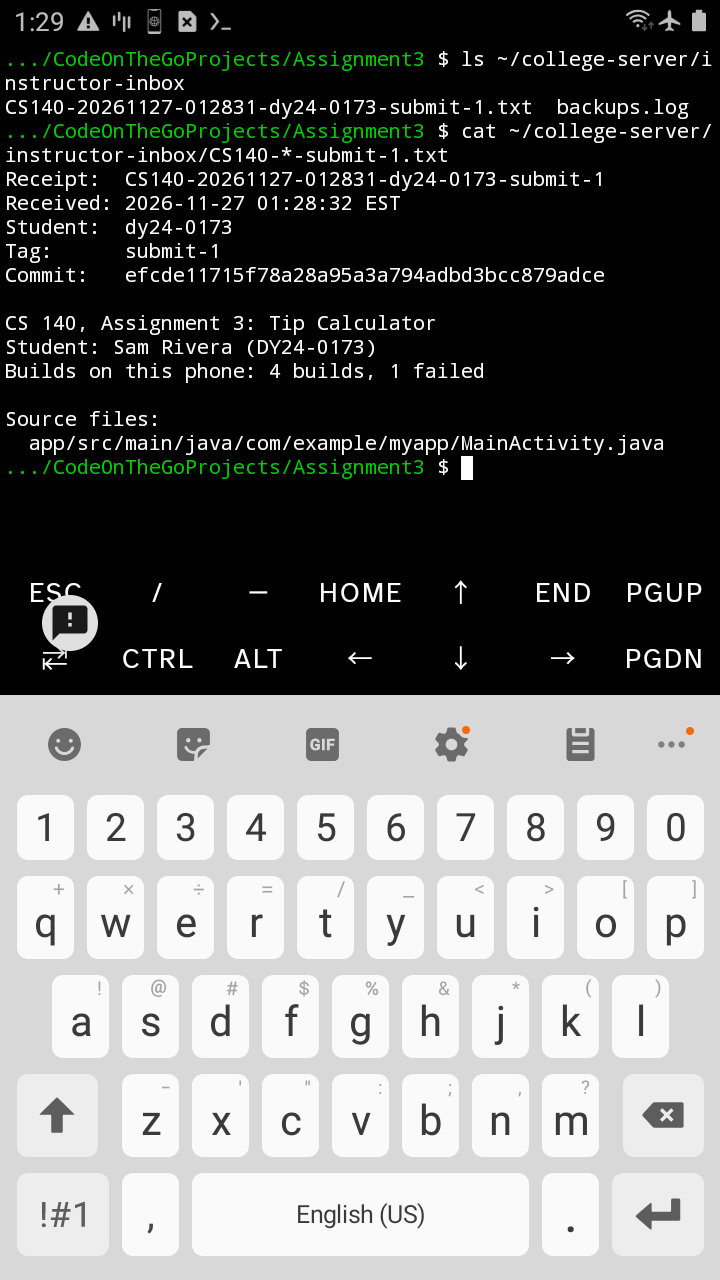 1:29
.../CodeOnTheGoProjects/Assignment3 $ ls ~/college-server/i
nstructor-inbox
CS140-20261127-012831-dy24-0173-submit-1.txt  backups.log
.../CodeOnTheGoProjects/Assignment3 $ cat ~/college-server/
instructor-inbox/CS140-*-submit-1.txt
Receipt:  CS140-20261127-012831-dy24-0173-submit-1
Received: 2026-11-27 01:28:32 EST
Student:  dy24-0173
Tag:      submit-1
Commit:   efcde11715f78a28a95a3a794adbd3bcc879adce
CS 140, Assignment 3: Tip Calculator
Student: Sam Rivera (DY24-0173)
Builds on this phone: 4 builds, 1 failed
Source files:
  app/src/main/java/com/example/myapp/MainActivity.java
.../CodeOnTheGoProjects/Assignment3 $
ESC / – HOME ↑ END PGUP
CTRL ALT ← ↓ → PGDN
GIF
1 2 3 4 5 6 7 8 9 0
+ × ÷ = / _ < > [ ]
q w e r t y u i o p
! @ # $ % & * ( )
a s d f g h j k l
- ' " : ; , ?
z x c v b n m
!#1 , English (US) .